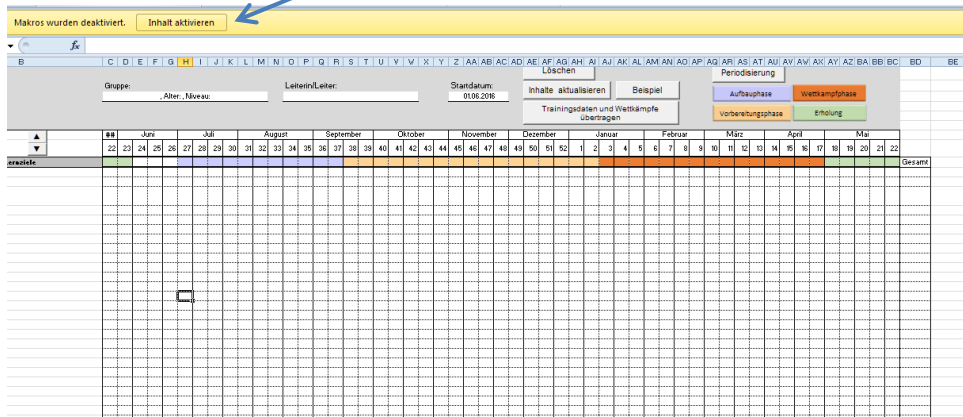 Makros wurden deaktiviert. Inhalt aktivieren
fx
B C D E F G H I J K L M N O P Q R S T U V W X Y Z AA AB AC AD AE AF AG AH AI AJ AK AL AM AN AO AP AQ AR AS AT AU AV AW AX AY AZ BA BB BC BD BE
Löschen Periodisierung
Gruppe: Leiterin/Leiter: Startdatum: Inhalte aktualisieren Beispiel Aufbauphase Wettkampfphase
, Alter: , Niveau: 01.06.2016
Trainingsdaten und Wettkämpfe übertragen Vorbereitungsphase Erholung
## Juni Juli August September Oktober November Dezember Januar Februar März April Mai
22 23 24 25 26 27 28 29 30 31 32 33 34 35 36 37 38 39 40 41 42 43 44 45 46 47 48 49 50 51 52 1 2 3 4 5 6 7 8 9 10 11 12 13 14 15 16 17 18 19 20 21 22
Gesamt